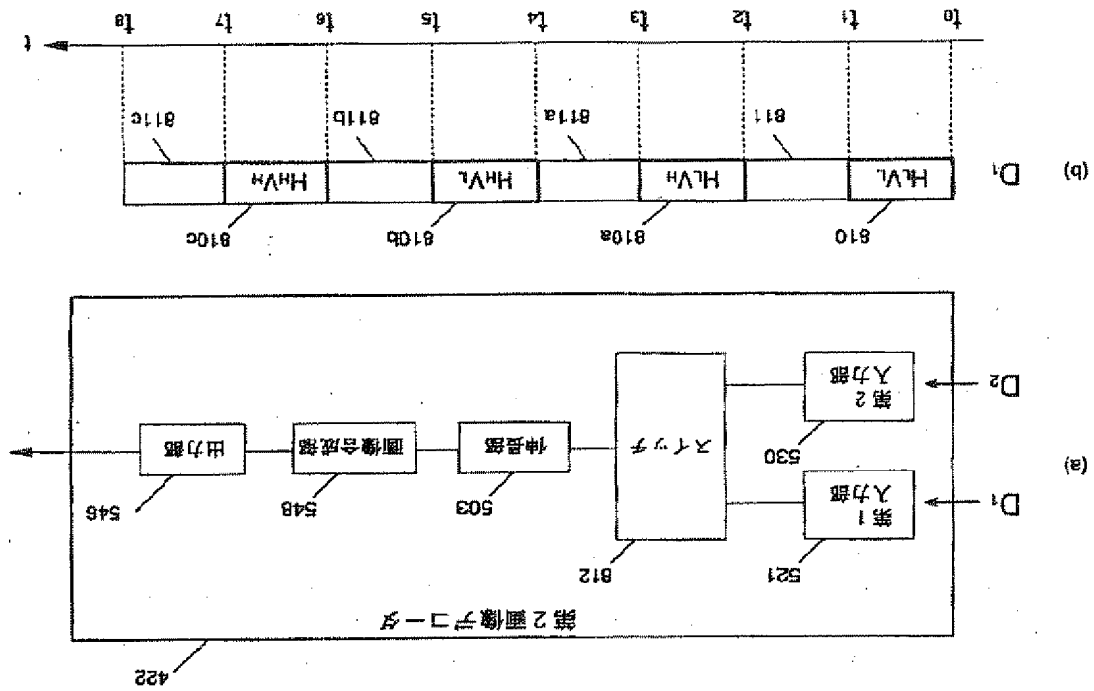 422
第2画像デコーダ
521
812
503
548
546
(a)
D₁
第1
入力部
スイッチ
伸長部
画像合成部
出力部
530
D₂
第2
入力部
810
810a
810b
810c
(b)
D₁
HLVL
HLVH
HHVL
HHVH
811
811a
811b
811c
t
t₀ t₁ t₂ t₃ t₄ t₅ t₆ t₇ t₈